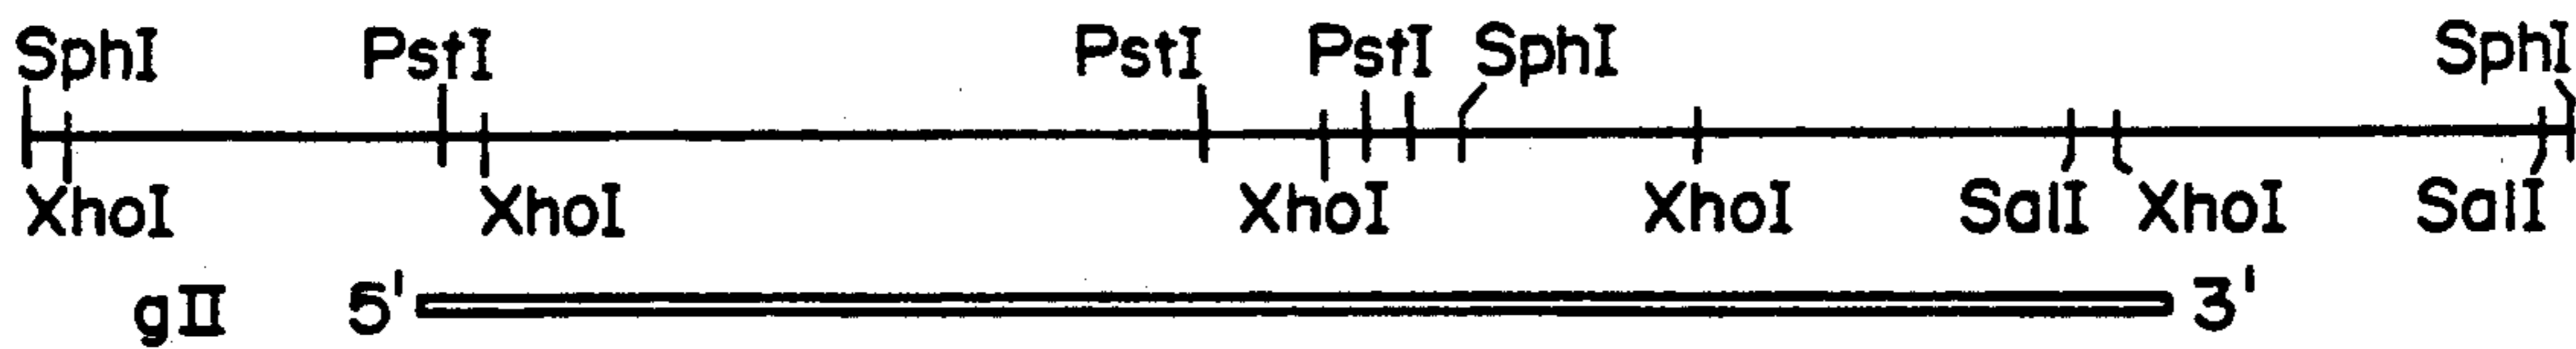 SphI PstI PstI PstI SphI SphI
XhoI XhoI XhoI XhoI SalI XhoI SalI
gII 5' 3'